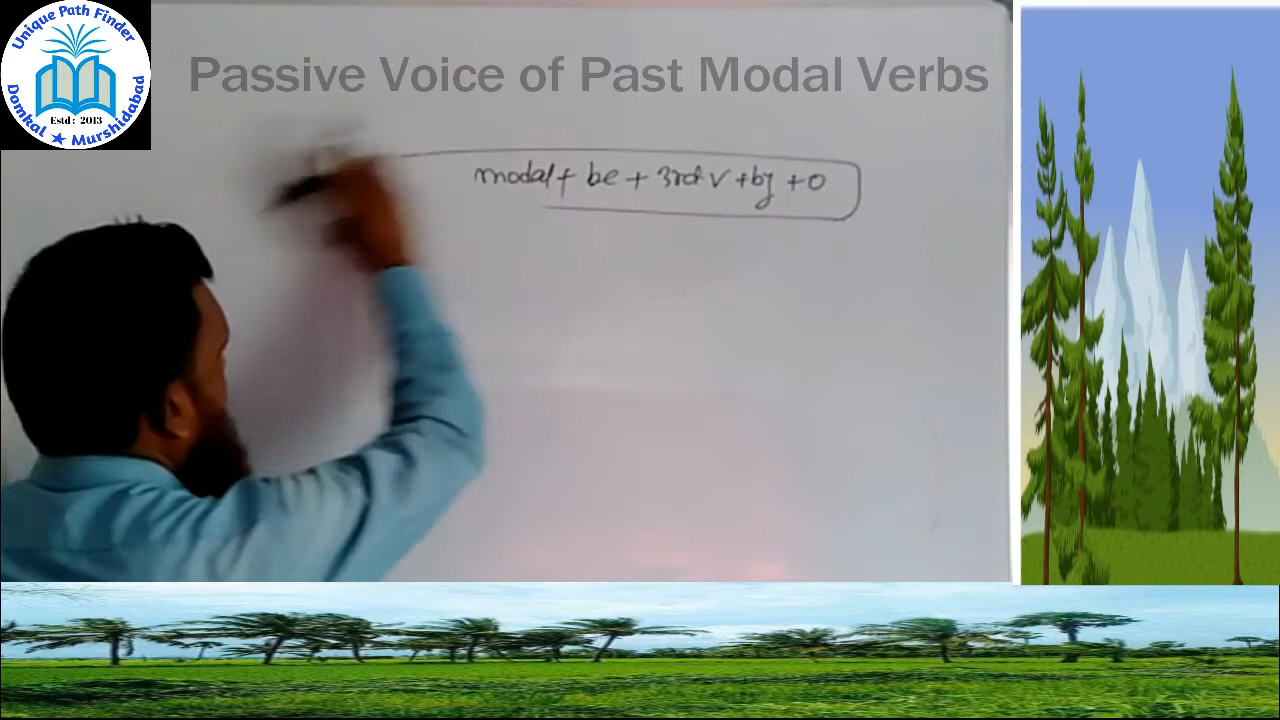 Unique Path Finder
Estd : 2013
Domkal ★ Murshidabad
Passive Voice of Past Modal Verbs
modal + be + 3rd V + by + O